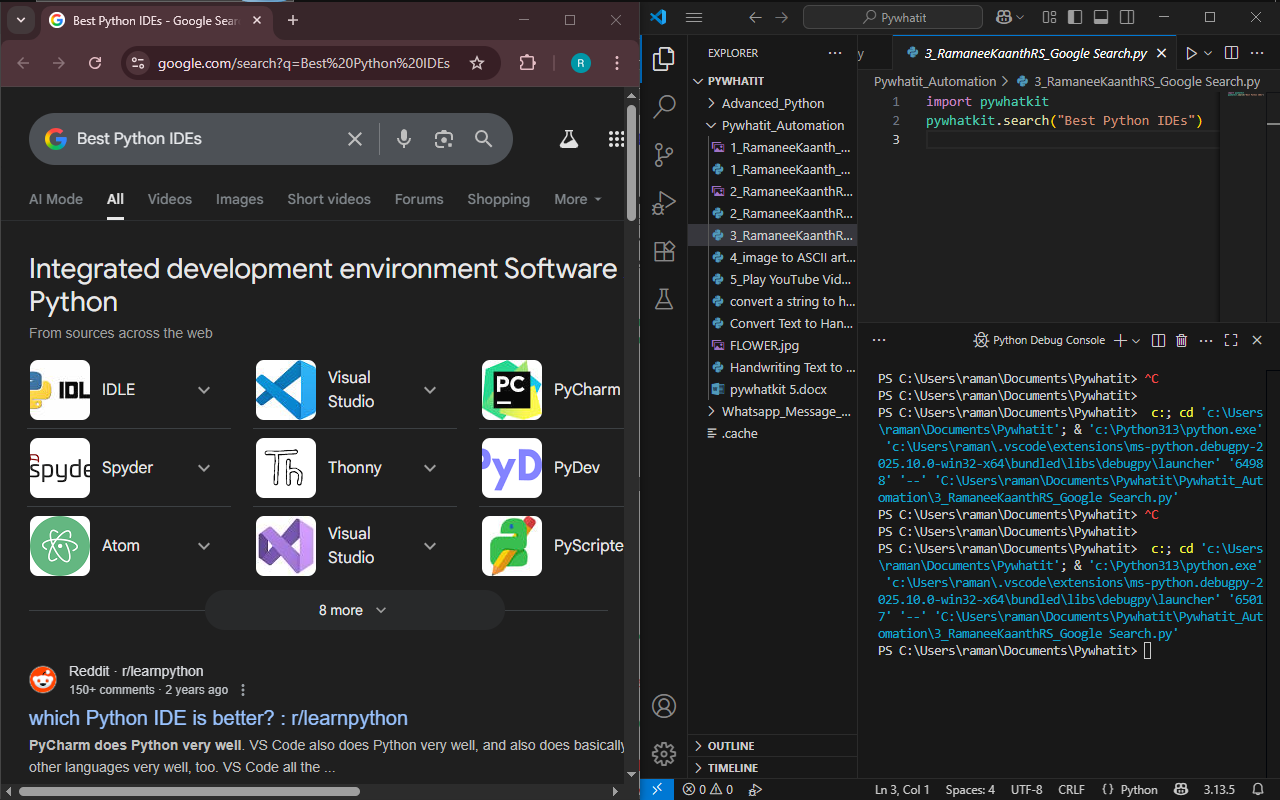 Best Python IDEs - Google Sear
google.com/search?q=Best%20Python%20IDEs
R
Best Python IDEs
AI Mode
All
Videos
Images
Short videos
Forums
Shopping
More
Integrated development environment Software
Python
From sources across the web
IDLE
Visual
Studio
PyCharm
Spyder
Thonny
PyDev
Atom
Visual
Studio
PyScripte
8 more
Reddit · r/learnpython
150+ comments · 2 years ago
which Python IDE is better? : r/learnpython
PyCharm does Python very well. VS Code also does Python very well, and also does basically
other languages very well, too. VS Code all the ...
Pywhatit
EXPLORER
PYWHATIT
Advanced_Python
Pywhatit_Automation
1_RamaneeKaanth_...
1_RamaneeKaanth_...
2_RamaneeKaanthR...
2_RamaneeKaanthR...
3_RamaneeKaanthR...
4_image to ASCII art...
5_Play YouTube Vid...
convert a string to h...
Convert Text to Han...
FLOWER.jpg
Handwriting Text to ...
pywhatkit 5.docx
Whatsapp_Message_...
.cache
OUTLINE
TIMELINE
y
3_RamaneeKaanthRS_Google Search.py
Pywhatit_Automation > 3_RamaneeKaanthRS_Google Search.py
1 import pywhatkit
2 pywhatkit.search("Best Python IDEs")
3
Python Debug Console
PS C:\Users\raman\Documents\Pywhatit> ^C
PS C:\Users\raman\Documents\Pywhatit>
PS C:\Users\raman\Documents\Pywhatit>  c:; cd 'c:\Users
\raman\Documents\Pywhatit'; & 'c:\Python313\python.exe'
 'c:\Users\raman\.vscode\extensions\ms-python.debugpy-2
025.10.0-win32-x64\bundled\libs\debugpy\launcher' '6498
8' '--' 'C:\Users\raman\Documents\Pywhatit\Pywhatit_Aut
omation\3_RamaneeKaanthRS_Google Search.py'
PS C:\Users\raman\Documents\Pywhatit> ^C
PS C:\Users\raman\Documents\Pywhatit>
PS C:\Users\raman\Documents\Pywhatit>  c:; cd 'c:\Users
\raman\Documents\Pywhatit'; & 'c:\Python313\python.exe'
 'c:\Users\raman\.vscode\extensions\ms-python.debugpy-2
025.10.0-win32-x64\bundled\libs\debugpy\launcher' '6501
7' '--' 'C:\Users\raman\Documents\Pywhatit\Pywhatit_Aut
omation\3_RamaneeKaanthRS_Google Search.py'
PS C:\Users\raman\Documents\Pywhatit>
0 0
Ln 3, Col 1
Spaces: 4
UTF-8
CRLF
{ } Python
3.13.5